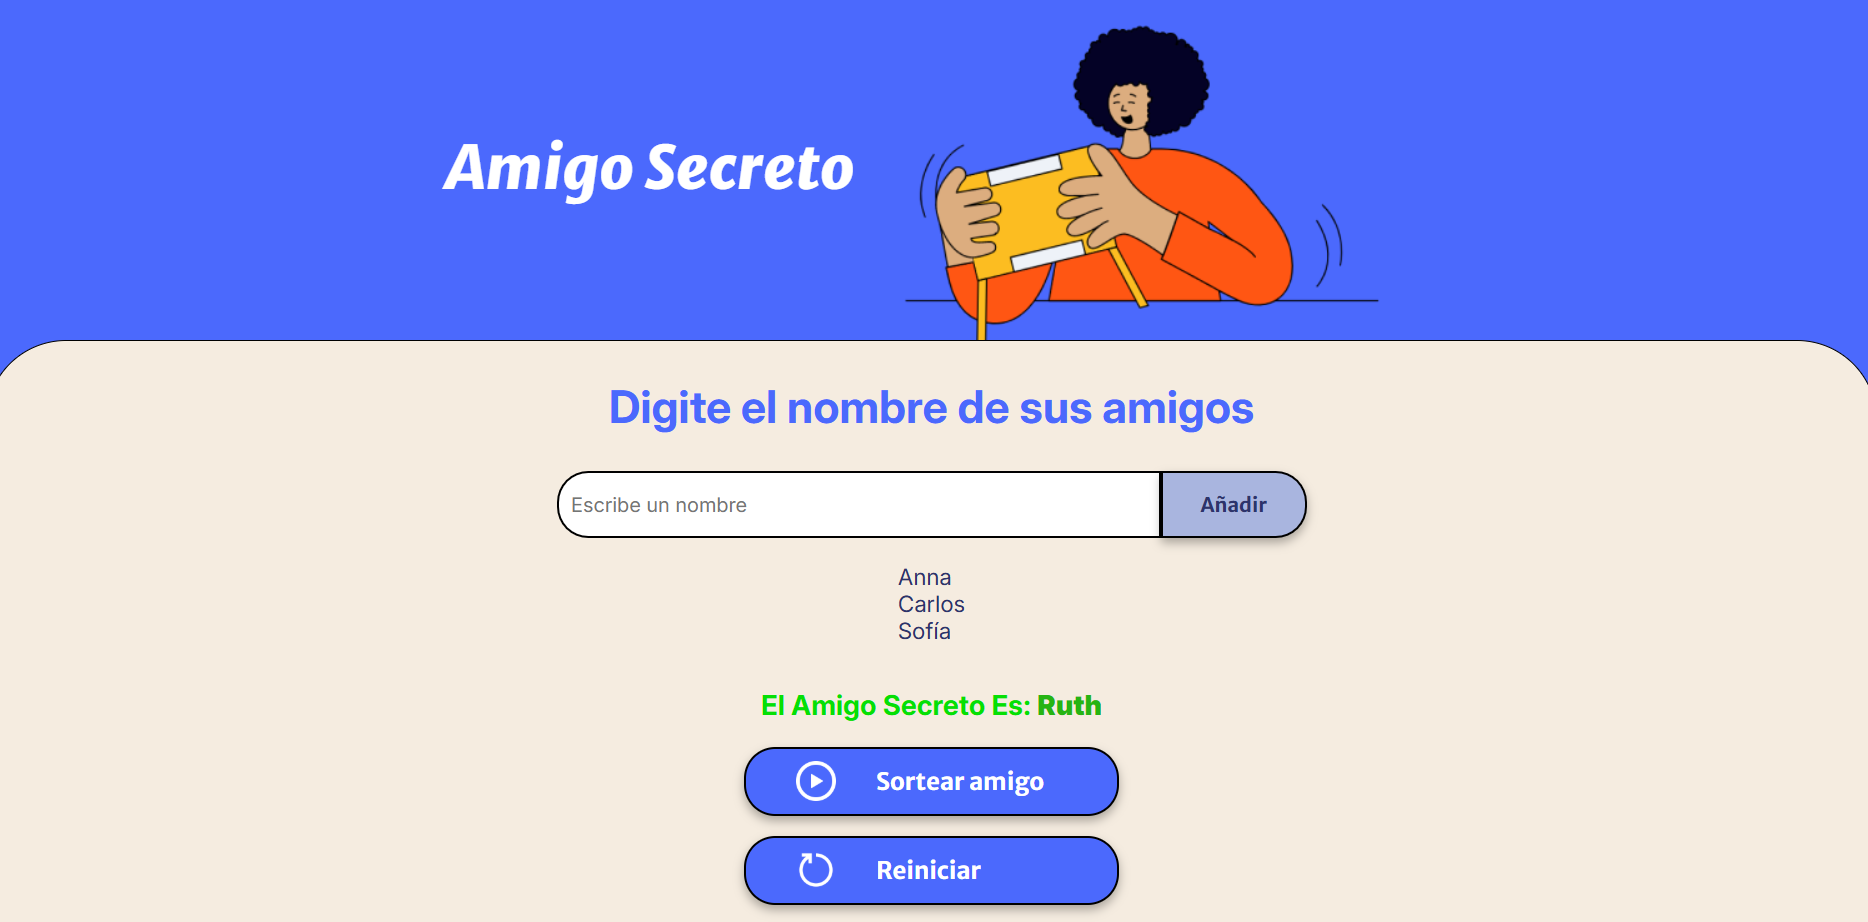 Amigo Secreto
Digite el nombre de sus amigos
Escribe un nombre
Añadir
Anna
Carlos
Sofía
El Amigo Secreto Es: Ruth
Sortear amigo
Reiniciar